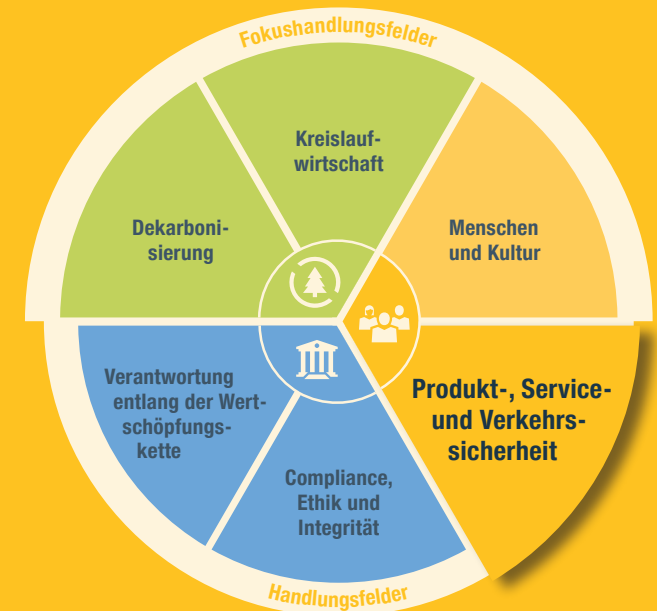 Fokushandlungsfelder
Kreislauf-
wirtschaft
Dekarboni-
sierung
Menschen
und Kultur
Verantwortung
entlang der Wert-
schöpfungs-
kette
Produkt-, Service-
und Verkehrs-
sicherheit
Compliance,
Ethik und
Integrität
Handlungsfelder